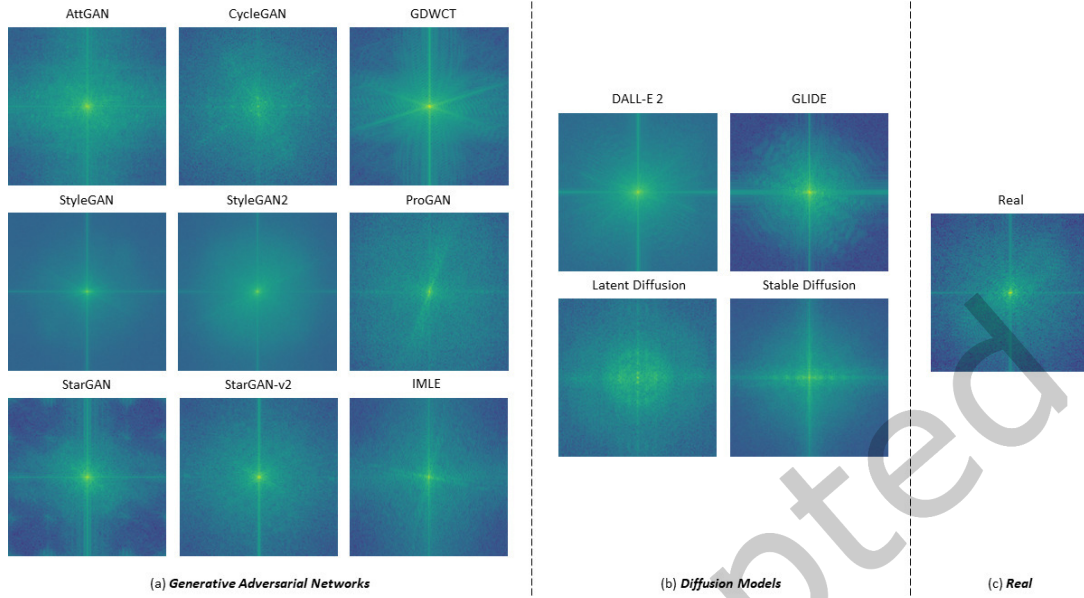 AttGAN CycleGAN GDWCT
DALL-E 2 GLIDE
StyleGAN StyleGAN2 ProGAN
Real
Latent Diffusion Stable Diffusion
StarGAN StarGAN-v2 IMLE
pted
(a) Generative Adversarial Networks
(b) Diffusion Models
(c) Real